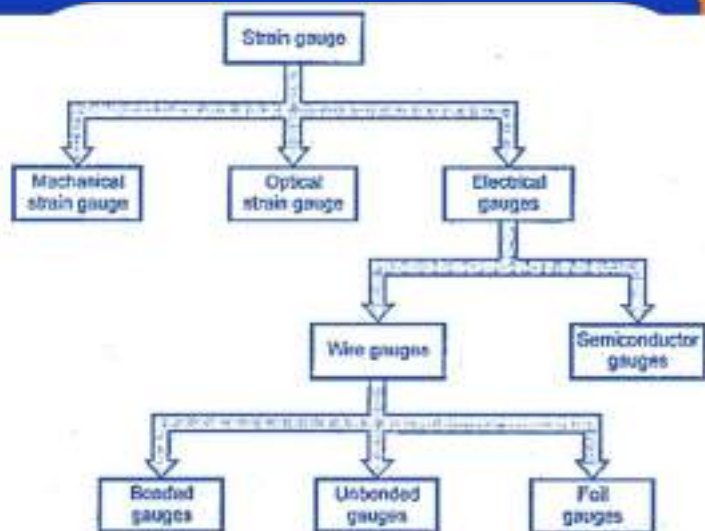 Strain gauge
Mechanical
strain gauge
Optical
strain gauge
Electrical
gauges
Wire gauges
Semiconductor
gauges
Bonded
gauges
Unbonded
gauges
Foil
gauges